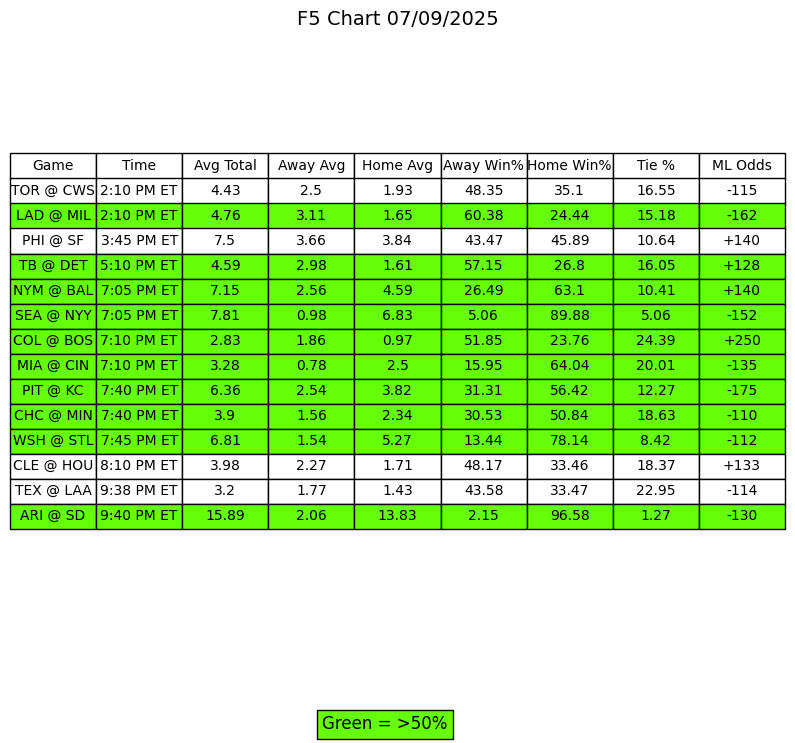 F5 Chart 07/09/2025
Game Time Avg Total Away Avg Home Avg Away Win% Home Win% Tie % ML Odds
TOR @ CWS 2:10 PM ET 4.43 2.5 1.93 48.35 35.1 16.55 -115
LAD @ MIL 2:10 PM ET 4.76 3.11 1.65 60.38 24.44 15.18 -162
PHI @ SF 3:45 PM ET 7.5 3.66 3.84 43.47 45.89 10.64 +140
TB @ DET 5:10 PM ET 4.59 2.98 1.61 57.15 26.8 16.05 +128
NYM @ BAL 7:05 PM ET 7.15 2.56 4.59 26.49 63.1 10.41 +140
SEA @ NYY 7:05 PM ET 7.81 0.98 6.83 5.06 89.88 5.06 -152
COL @ BOS 7:10 PM ET 2.83 1.86 0.97 51.85 23.76 24.39 +250
MIA @ CIN 7:10 PM ET 3.28 0.78 2.5 15.95 64.04 20.01 -135
PIT @ KC 7:40 PM ET 6.36 2.54 3.82 31.31 56.42 12.27 -175
CHC @ MIN 7:40 PM ET 3.9 1.56 2.34 30.53 50.84 18.63 -110
WSH @ STL 7:45 PM ET 6.81 1.54 5.27 13.44 78.14 8.42 -112
CLE @ HOU 8:10 PM ET 3.98 2.27 1.71 48.17 33.46 18.37 +133
TEX @ LAA 9:38 PM ET 3.2 1.77 1.43 43.58 33.47 22.95 -114
ARI @ SD 9:40 PM ET 15.89 2.06 13.83 2.15 96.58 1.27 -130
Green = >50%